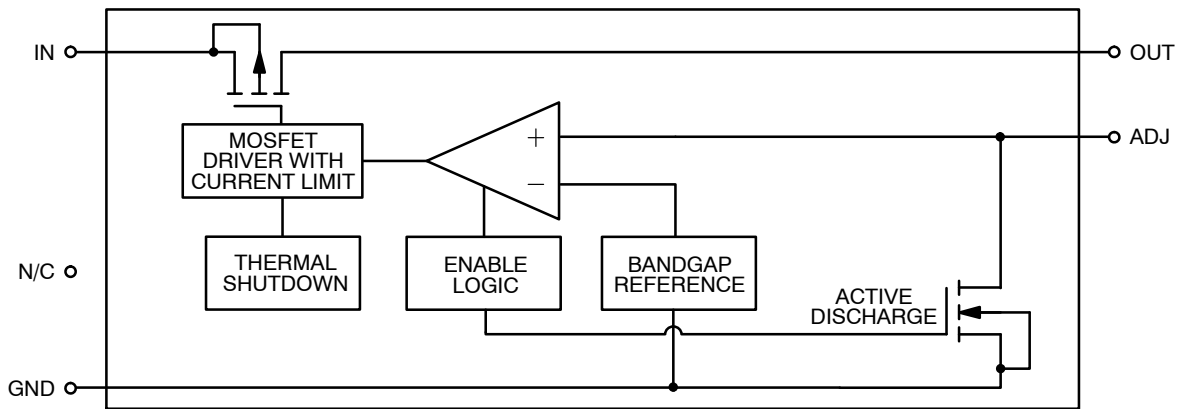 IN
OUT
MOSFET
DRIVER WITH
CURRENT LIMIT
+
−
ADJ
THERMAL
SHUTDOWN
ENABLE
LOGIC
BANDGAP
REFERENCE
N/C
ACTIVE
DISCHARGE
GND